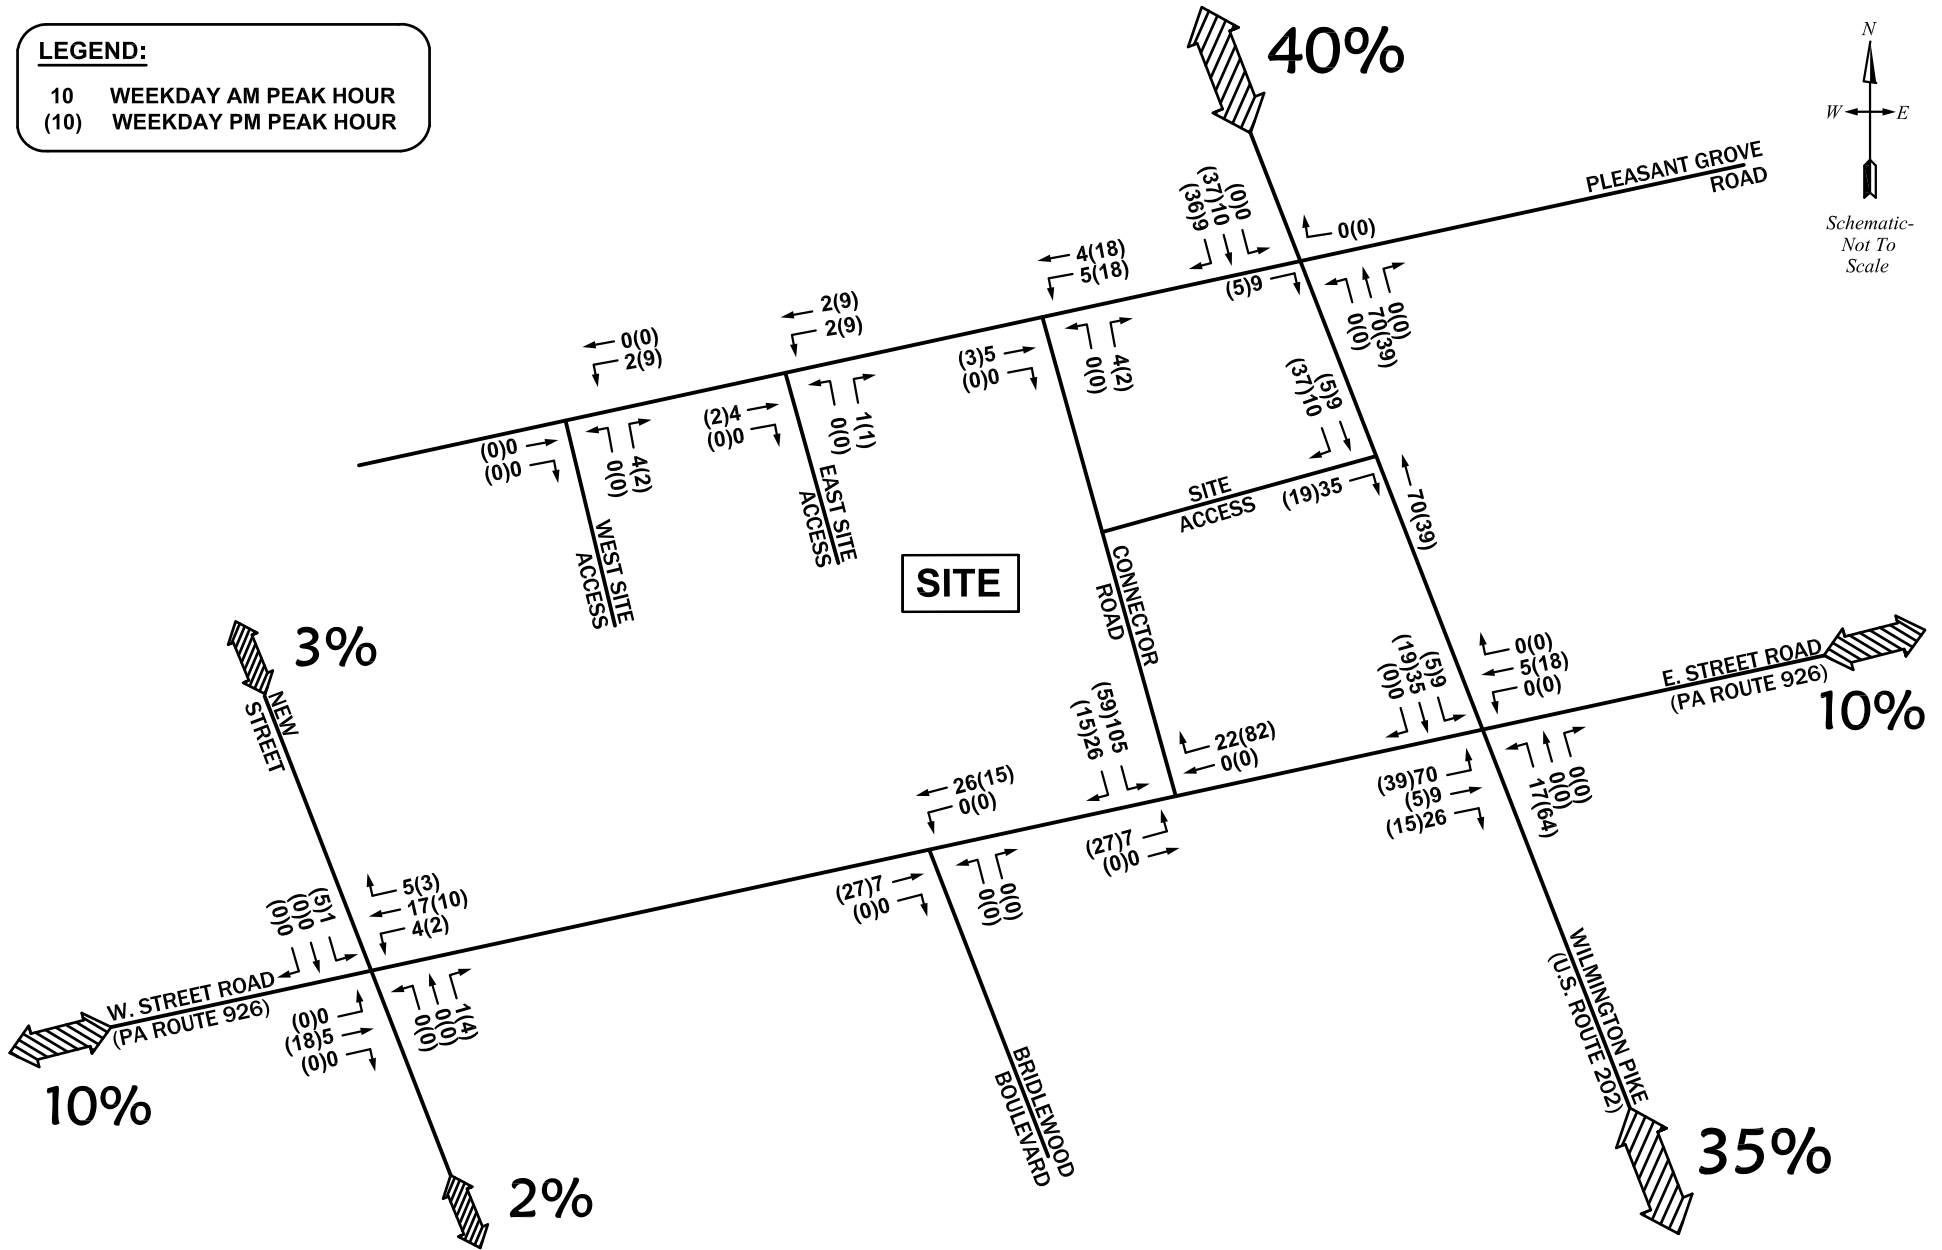 LEGEND:
10 WEEKDAY AM PEAK HOUR
(10) WEEKDAY PM PEAK HOUR
40%
N
W E
Schematic-
Not To
Scale
PLEASANT GROVE
ROAD
(36)9
(37)10
(0)0
0(0)
(5)9
0(0)
70(39)
0(0)
4(18)
5(18)
(3)5
(0)0
0(0)
4(2)
2(9)
2(9)
(2)4
(0)0
0(0)
1(1)
EAST SITE
ACCESS
0(0)
2(9)
(0)0
(0)0
0(0)
4(2)
WEST SITE
ACCESS
(37)10
(5)9
SITE
ACCESS
(19)35
70(39)
CONNECTOR
ROAD
SITE
3%
NEW
STREET
(0)0
(19)35
(5)9
0(0)
5(18)
0(0)
E. STREET ROAD
(PA ROUTE 926)
10%
(39)70
(5)9
(15)26
17(64)
0(0)
0(0)
(15)26
(59)105
22(82)
0(0)
(27)7
(0)0
26(15)
0(0)
(27)7
(0)0
0(0)
0(0)
BRIDLEWOOD
BOULEVARD
(0)0
(0)0
(5)1
5(3)
17(10)
4(2)
W. STREET ROAD
(PA ROUTE 926)
10%
(0)0
(18)5
(0)0
0(0)
0(0)
1(4)
2%
WILMINGTON PIKE
(U.S. ROUTE 202)
35%